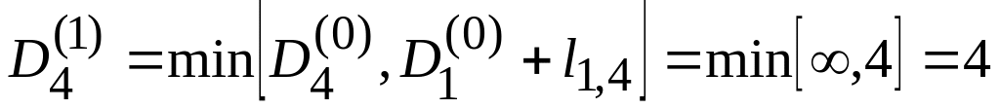 D_4^{(1)} =min[D_4^{(0)}, D_1^{(0)} + l_{1,4}] =min[∞,4] =4